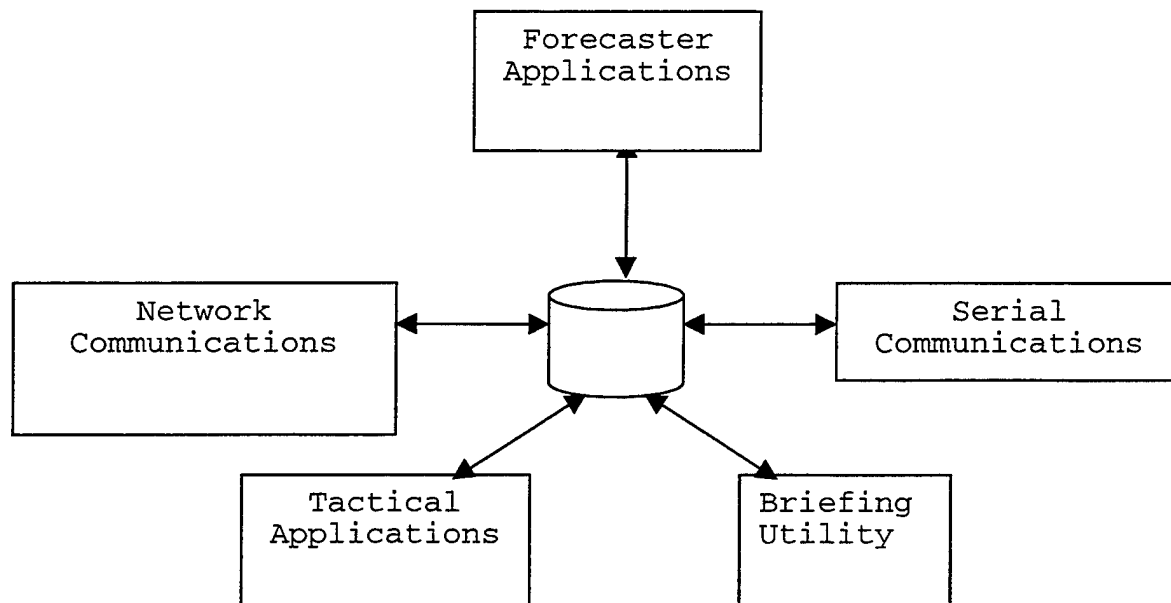 Forecaster
Applications
Network
Communications
Serial
Communications
Tactical
Applications
Briefing
Utility